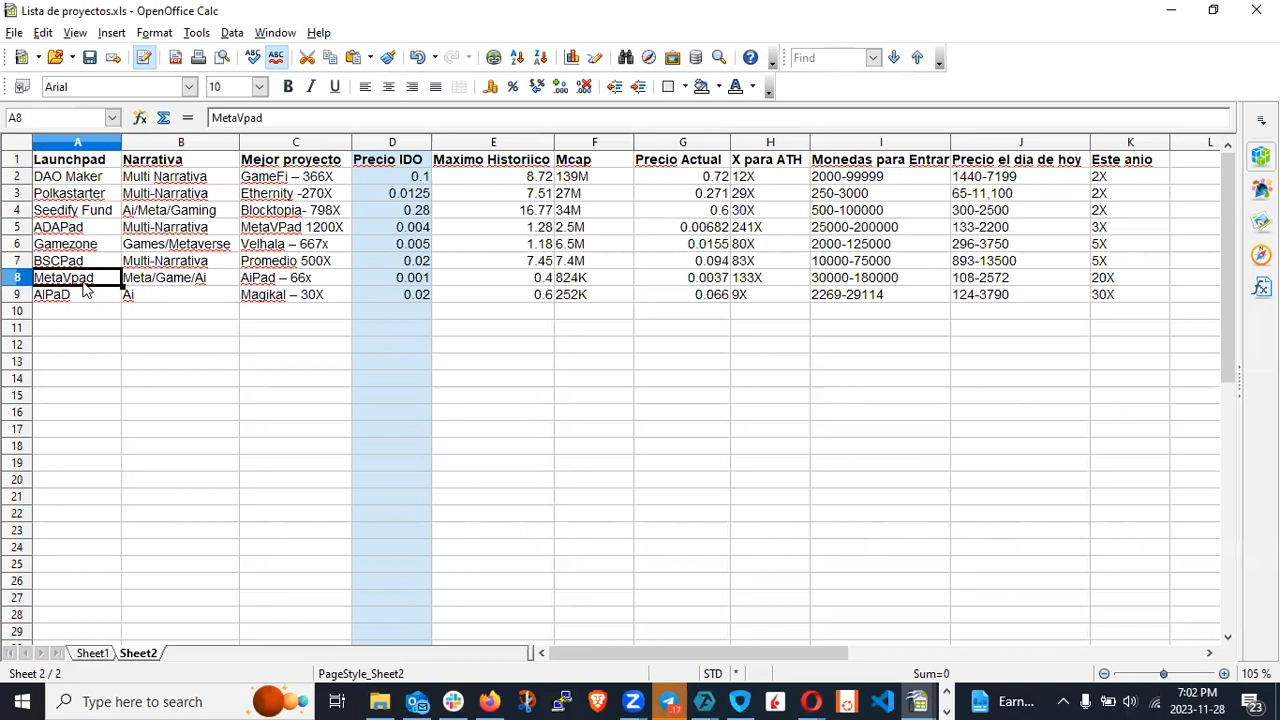 Lista de proyectos.xls - OpenOffice Calc
File Edit View Insert Format Tools Data Window Help
Find
Arial 10
A8 MetaVpad
A B C D E F G H I J K L
1 Launchpad Narrativa Mejor proyecto Precio IDO Maximo Historiico Mcap Precio Actual X para ATH Monedas para Entrar Precio el dia de hoy Este anio
2 DAO Maker Multi Narrativa GameFi – 366X 0.1 8.72 139M 0.72 12X 2000-99999 1440-7199 2X
3 Polkastarter Multi-Narrativa Ethernity -270X 0.0125 7.51 27M 0.271 29X 250-3000 65-11,100 2X
4 Seedify Fund Ai/Meta/Gaming Blocktopia- 798X 0.28 16.77 34M 0.6 30X 500-100000 300-2500 2X
5 ADAPad Multi-Narrativa MetaVPad 1200X 0.004 1.28 2.5M 0.00682 241X 25000-200000 133-2200 3X
6 Gamezone Games/Metaverse Velhala – 667x 0.005 1.18 6.5M 0.0155 80X 2000-125000 296-3750 5X
7 BSCPad Multi-Narrativa Promedio 500X 0.02 7.45 7.4M 0.094 83X 10000-75000 893-13500 5X
8 MetaVpad Meta/Game/Ai AiPad – 66x 0.001 0.4 824K 0.0037 133X 30000-180000 108-2572 20X
9 AIPaD Ai Magikal – 30X 0.02 0.6 252K 0.066 9X 2269-29114 124-3790 30X
10
11
12
13
14
15
16
17
18
19
20
21
22
23
24
25
26
27
28
29
Sheet1 Sheet2
Sheet 2 / 2 PageStyle_Sheet2 STD * Sum=0 105 %
Type here to search 17 Earn... 7:02 PM
2023-11-28 23